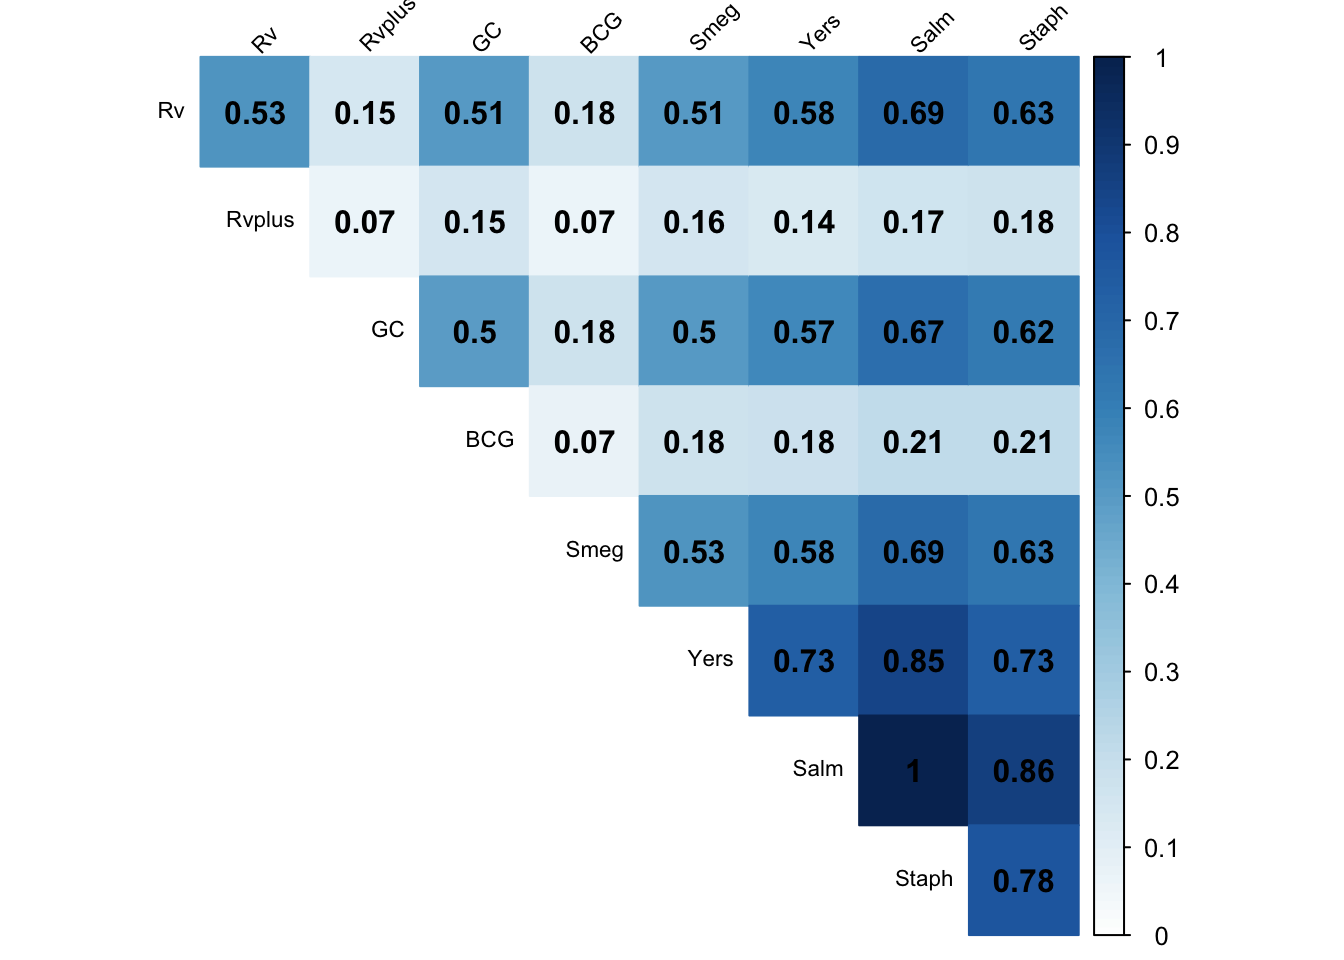 Rv Rvplus GC BCG Smeg Yers Salm Staph
1
Rv 0.53 0.15 0.51 0.18 0.51 0.58 0.69 0.63
0.9
Rvplus 0.07 0.15 0.07 0.16 0.14 0.17 0.18
0.8
0.7
GC 0.5 0.18 0.5 0.57 0.67 0.62
0.6
BCG 0.07 0.18 0.18 0.21 0.21
0.5
Smeg 0.53 0.58 0.69 0.63
0.4
Yers 0.73 0.85 0.73
0.3
0.2
Salm 1 0.86
0.1
Staph 0.78
0